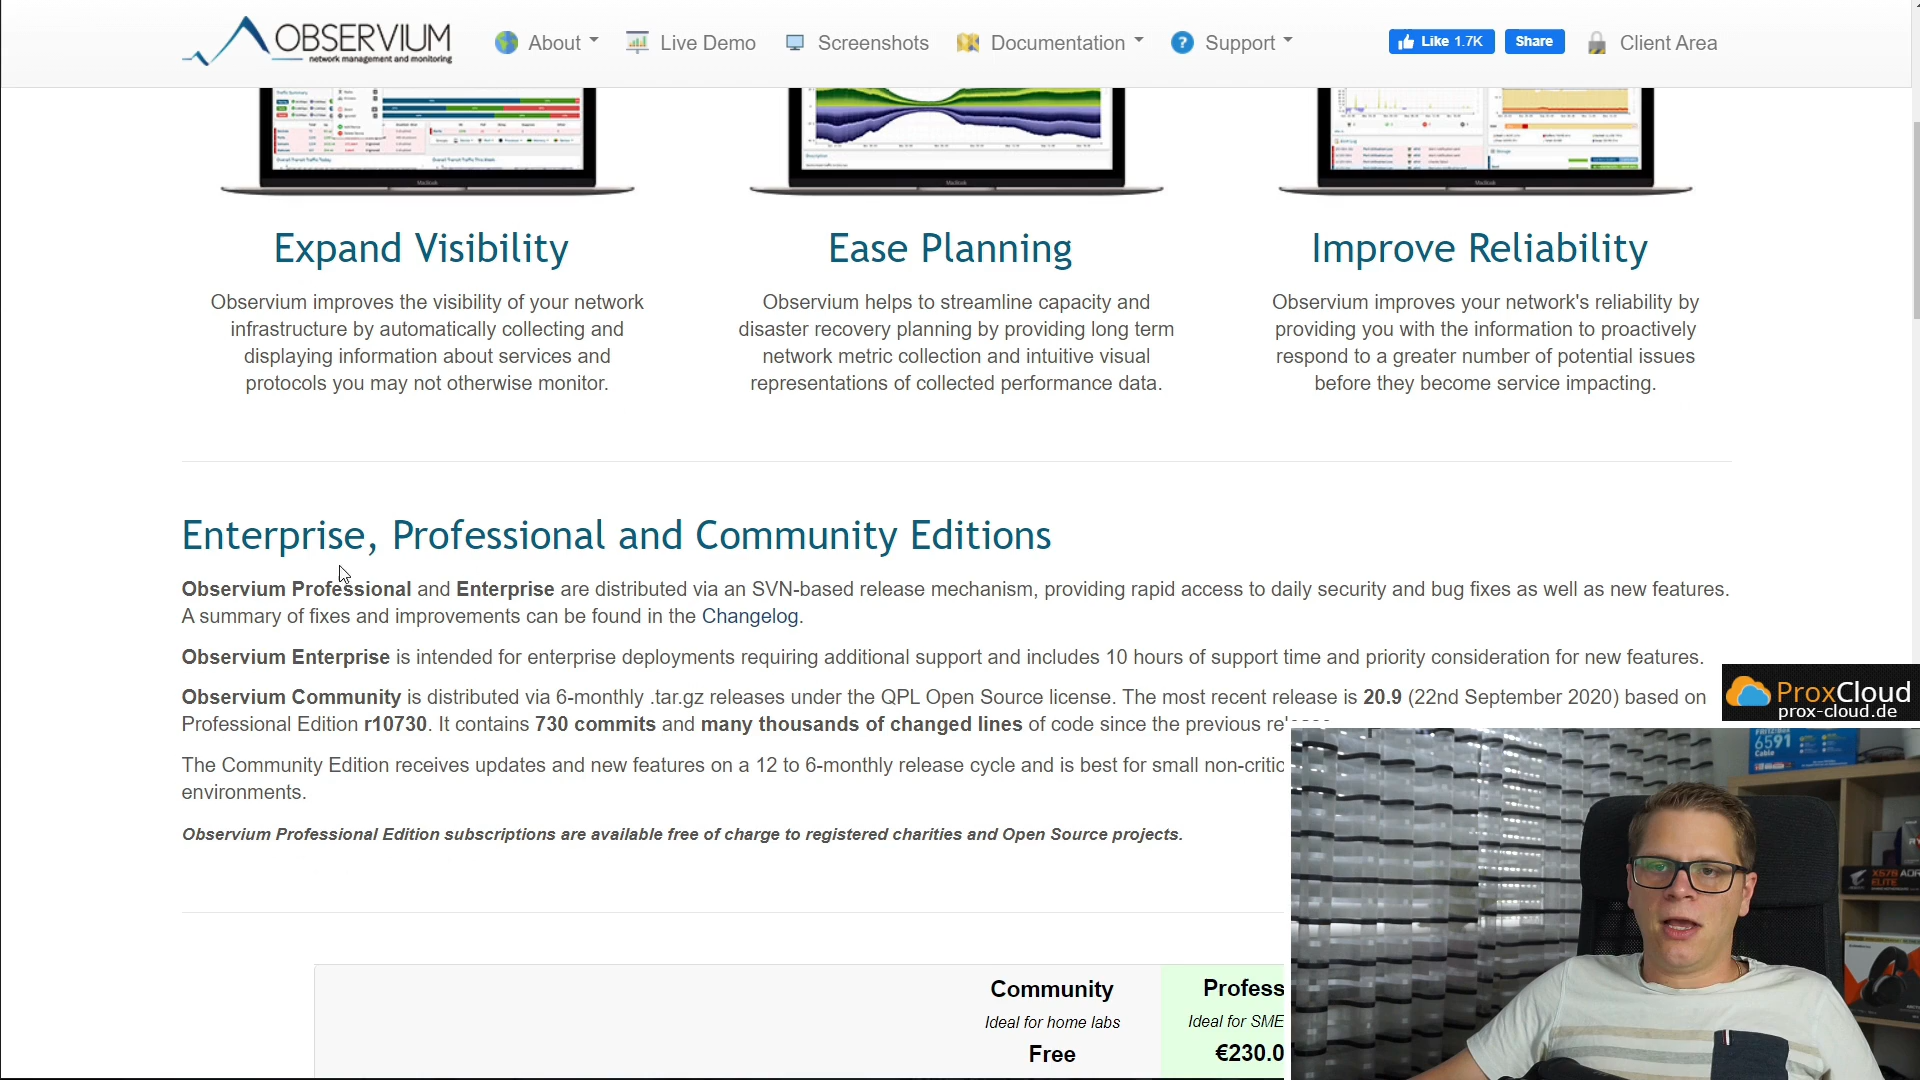 OBSERVIUM
network management and monitoring
About
Live Demo
Screenshots
Documentation
Support
Like 1.7K
Share
Client Area
MacBook
MacBook
MacBook
Expand Visibility
Observium improves the visibility of your network
infrastructure by automatically collecting and
displaying information about services and
protocols you may not otherwise monitor.
Ease Planning
Observium helps to streamline capacity and
disaster recovery planning by providing long term
network metric collection and intuitive visual
representations of collected performance data.
Improve Reliability
Observium improves your network's reliability by
providing you with the information to proactively
respond to a greater number of potential issues
before they become service impacting.
Enterprise, Professional and Community Editions
Observium Professional and Enterprise are distributed via an SVN-based release mechanism, providing rapid access to daily security and bug fixes as well as new features.
A summary of fixes and improvements can be found in the Changelog.
Observium Enterprise is intended for enterprise deployments requiring additional support and includes 10 hours of support time and priority consideration for new features.
Observium Community is distributed via 6-monthly .tar.gz releases under the QPL Open Source license. The most recent release is 20.9 (22nd September 2020) based on
Professional Edition r10730. It contains 730 commits and many thousands of changed lines of code since the previous
The Community Edition receives updates and new features on a 12 to 6-monthly release cycle and is best for small non-critic
environments.
Observium Professional Edition subscriptions are available free of charge to registered charities and Open Source projects.
Community
Ideal for home labs
Free
Profess
Ideal for SME
€230.0
ProxCloud
prox-cloud.de
6591
Cable
X570 AOR
ELITE